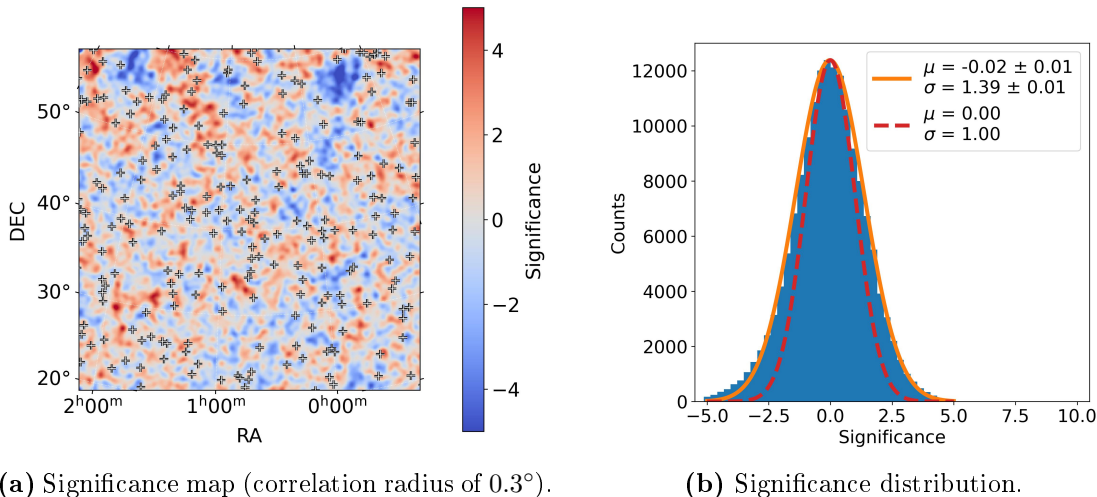 4
2
0
−2
−4
Significance
50°
40°
30°
20°
DEC
2ʰ00ᵐ
1ʰ00ᵐ
0ʰ00ᵐ
RA
12000
10000
8000
6000
4000
2000
0
Counts
μ = -0.02 ± 0.01
σ = 1.39 ± 0.01
μ = 0.00
σ = 1.00
−5.0 −2.5 0.0 2.5 5.0 7.5 10.0
Significance
(a) Significance map (correlation radius of 0.3°).
(b) Significance distribution.